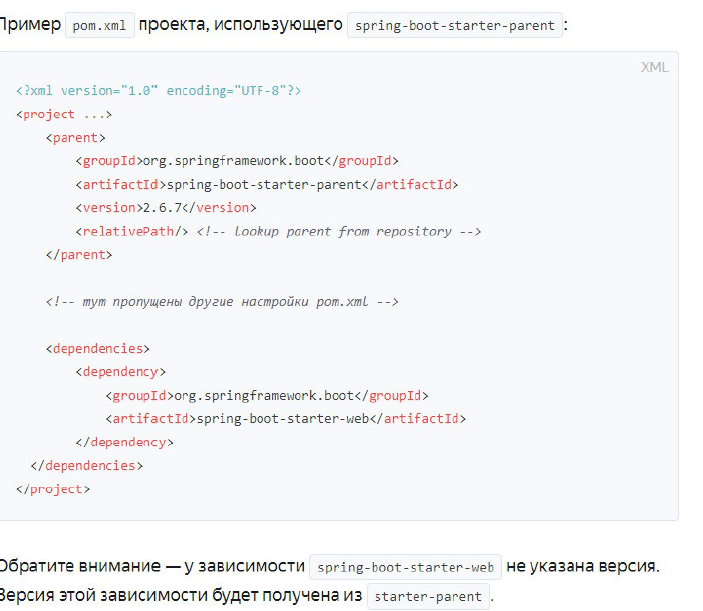 Пример pom.xml проекта, использующего spring-boot-starter-parent:
XML
<?xml version="1.0" encoding="UTF-8"?>
<project ...>
    <parent>
        <groupId>org.springframework.boot</groupId>
        <artifactId>spring-boot-starter-parent</artifactId>
        <version>2.6.7</version>
        <relativePath/> <!-- lookup parent from repository -->
    </parent>

    <!-- тут пропущены другие настройки pom.xml -->

    <dependencies>
        <dependency>
            <groupId>org.springframework.boot</groupId>
            <artifactId>spring-boot-starter-web</artifactId>
        </dependency>
  </dependencies>
</project>
Обратите внимание — у зависимости spring-boot-starter-web не указана версия.
Версия этой зависимости будет получена из starter-parent.